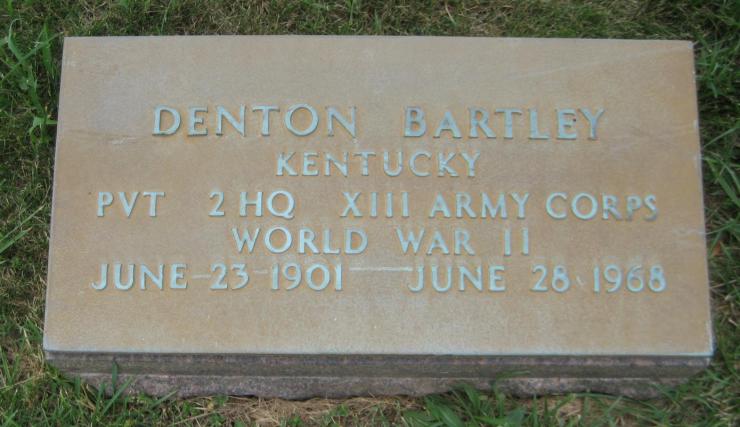 DENTON BARTLEY
KENTUCKY
PVT 2 HQ XIII ARMY CORPS
WORLD WAR II
JUNE 23 1901 JUNE 28 1968